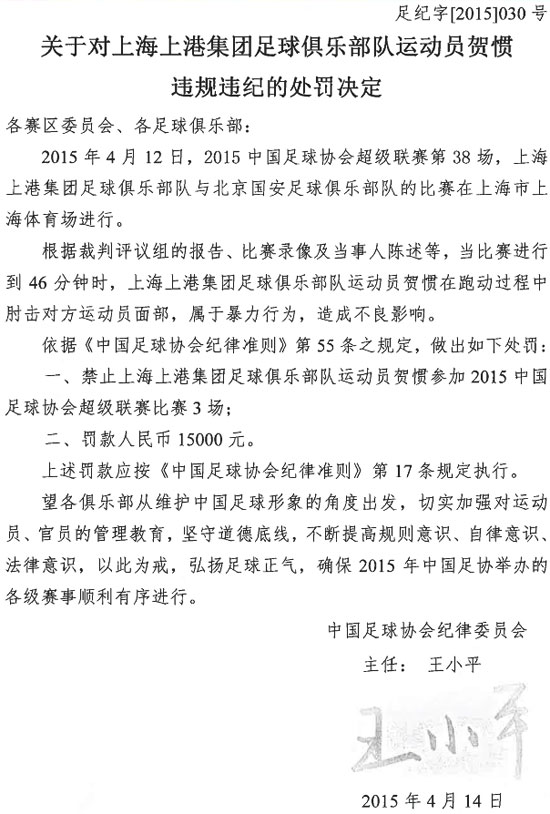 足纪字[2015]030 号
关于对上海上港集团足球俱乐部队运动员贺惯
违规违纪的处罚决定
各赛区委员会、各足球俱乐部：
2015 年 4 月 12 日，2015 中国足球协会超级联赛第 38 场，上海
上港集团足球俱乐部队与北京国安足球俱乐部队的比赛在上海市上
海体育场进行。
根据裁判评议组的报告、比赛录像及当事人陈述等，当比赛进行
到 46 分钟时，上海上港集团足球俱乐部队运动员贺惯在跑动过程中
肘击对方运动员面部，属于暴力行为，造成不良影响。
依据《中国足球协会纪律准则》第 55 条之规定，做出如下处罚：
一、禁止上海上港集团足球俱乐部队运动员贺惯参加 2015 中国
足球协会超级联赛比赛 3 场；
二、罚款人民币 15000 元。
上述罚款应按《中国足球协会纪律准则》第 17 条规定执行。
望各俱乐部从维护中国足球形象的角度出发，切实加强对运动
员、官员的管理教育，坚守道德底线，不断提高规则意识、自律意识、
法律意识，以此为戒，弘扬足球正气，确保 2015 年中国足协举办的
各级赛事顺利有序进行。
中国足球协会纪律委员会
主任： 王小平
王小平
2015 年 4 月 14 日